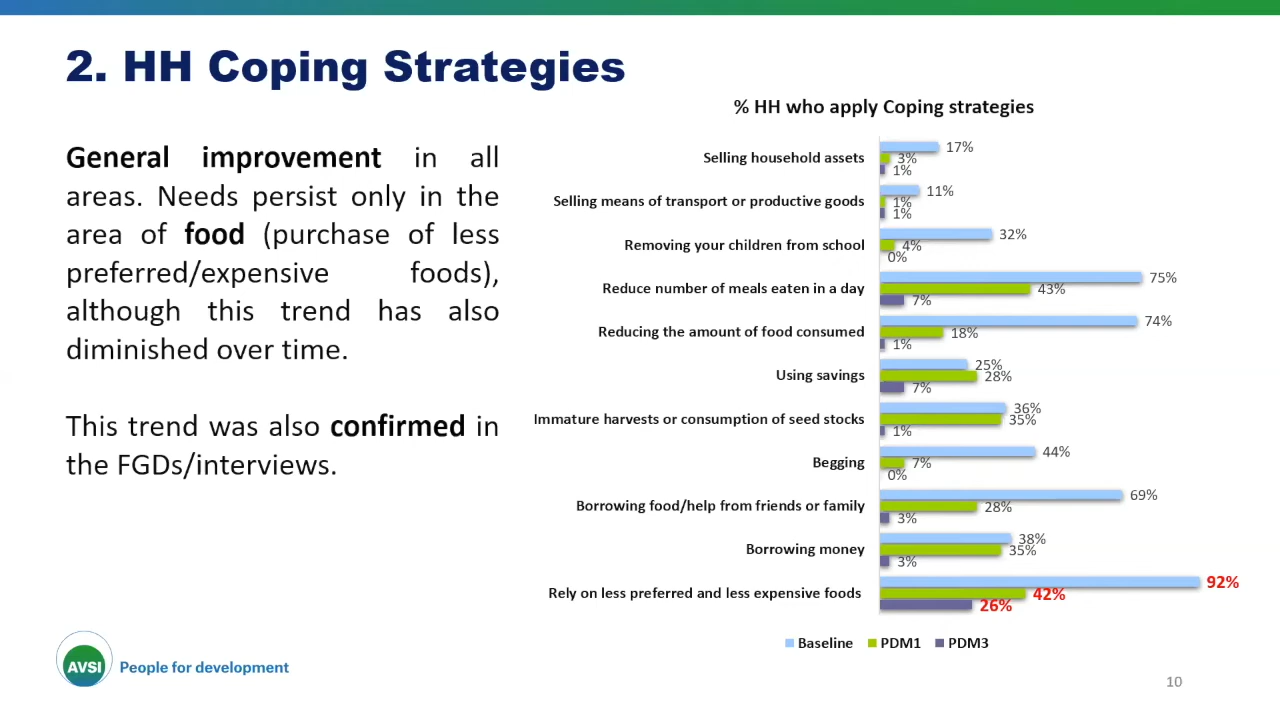 2. HH Coping Strategies
General improvement in all
areas. Needs persist only in the
area of food (purchase of less
preferred/expensive foods),
although this trend has also
diminished over time.
This trend was also confirmed in
the FGDs/interviews.
% HH who apply Coping strategies
Selling household assets
17%
3%
1%
Selling means of transport or productive goods
11%
1%
1%
Removing your children from school
32%
4%
0%
Reduce number of meals eaten in a day
75%
43%
7%
Reducing the amount of food consumed
74%
18%
1%
Using savings
25%
28%
7%
Immature harvests or consumption of seed stocks
36%
35%
1%
Begging
44%
7%
0%
Borrowing food/help from friends or family
69%
28%
3%
Borrowing money
38%
35%
3%
Rely on less preferred and less expensive foods
92%
42%
26%
Baseline PDM1 PDM3
AVSI People for development
10